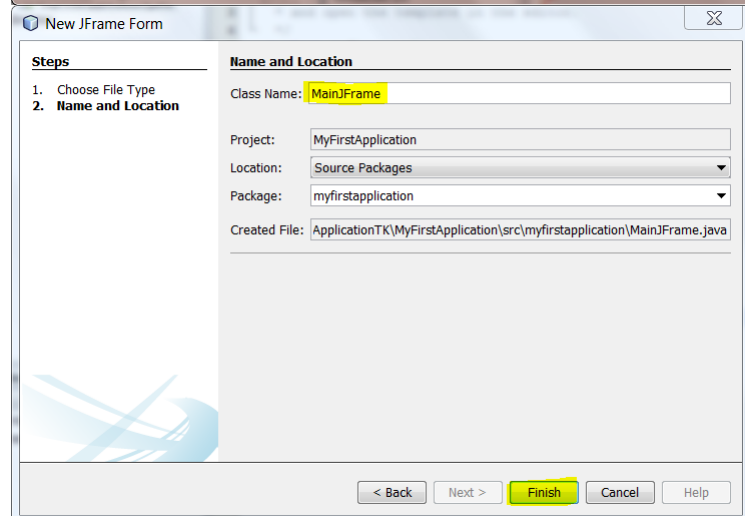 New JFrame Form
Steps
1. Choose File Type
2. Name and Location
Name and Location
Class Name: MainJFrame
Project: MyFirstApplication
Location: Source Packages
Package: myfirstapplication
Created File: ApplicationTK\MyFirstApplication\src\myfirstapplication\MainJFrame.java
< Back Next > Finish Cancel Help